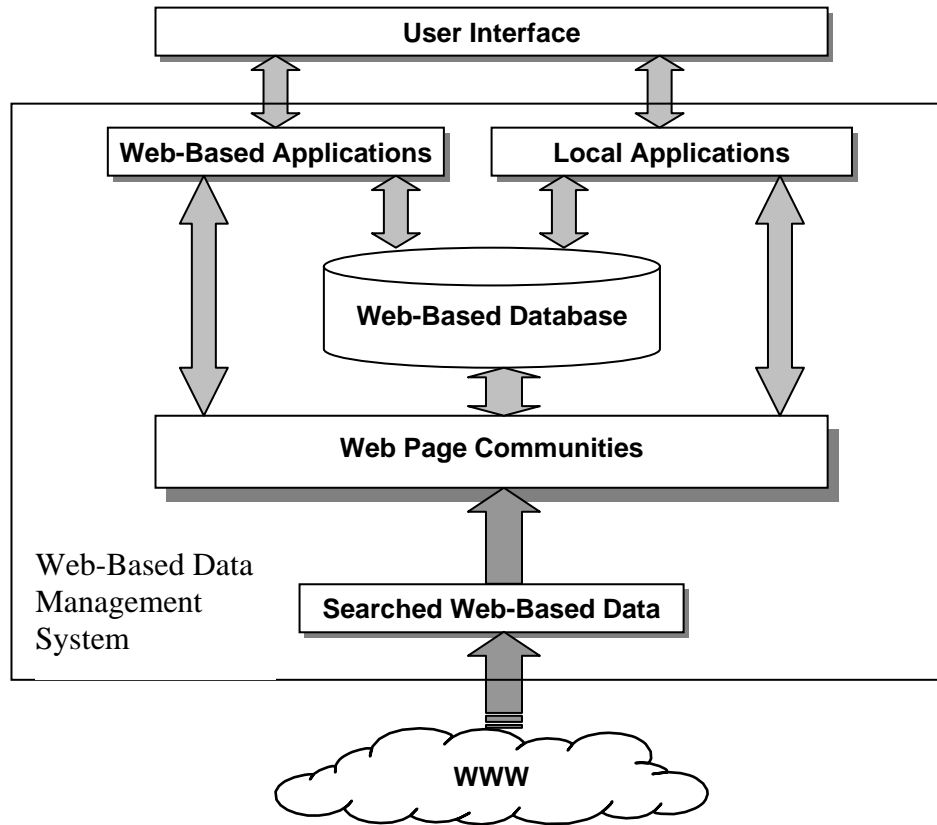 User Interface
Web-Based Applications
Local Applications
Web-Based Database
Web Page Communities
Web-Based Data
Management
System
Searched Web-Based Data
WWW